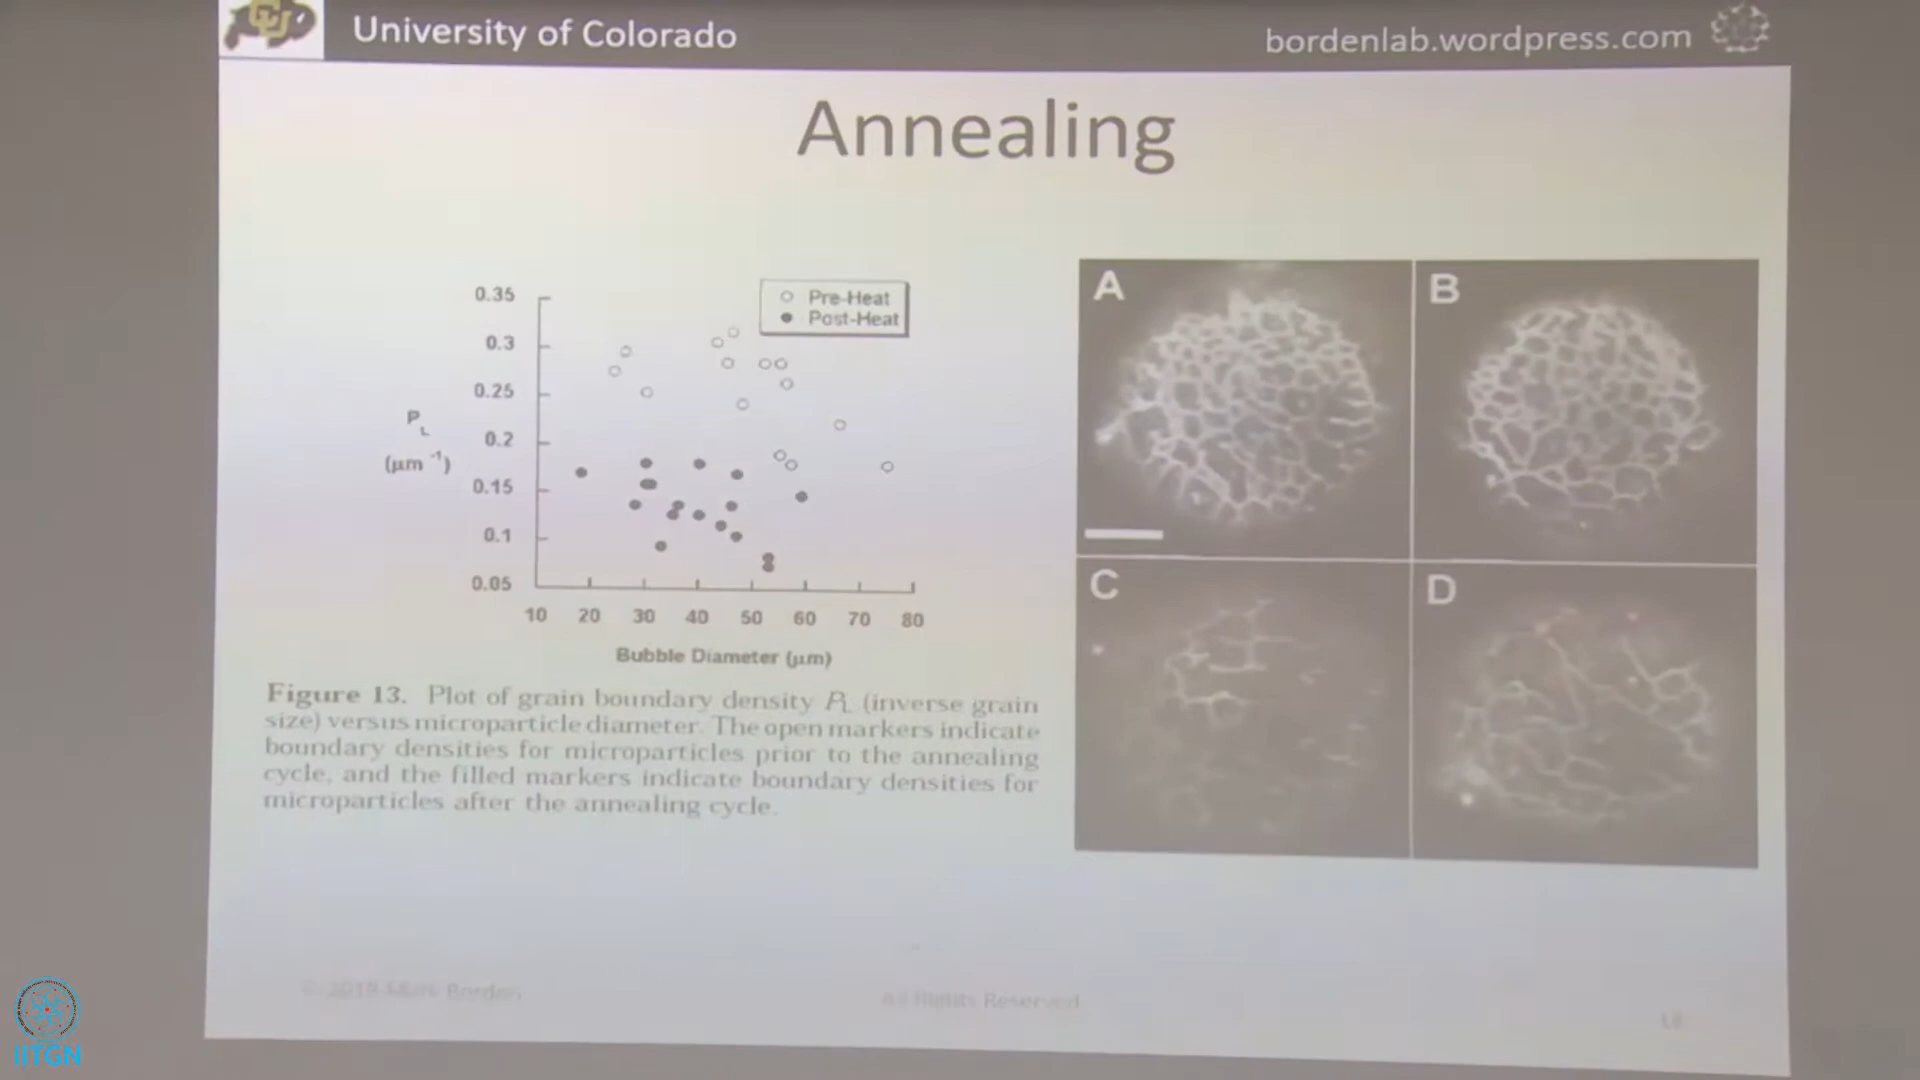 CU
University of Colorado
bordenlab.wordpress.com
Annealing
Pre-Heat
Post-Heat
0.35
0.3
0.25
0.2
0.15
0.1
0.05
P L
(µm -1)
10 20 30 40 50 60 70 80
Bubble Diameter (µm)
Figure 13. Plot of grain boundary density PL (inverse grain
size) versus microparticle diameter. The open markers indicate
boundary densities for microparticles prior to the annealing
cycle, and the filled markers indicate boundary densities for
microparticles after the annealing cycle.
A
B
C
D
© 2019 Mark Borden
All Rights Reserved
IITGN